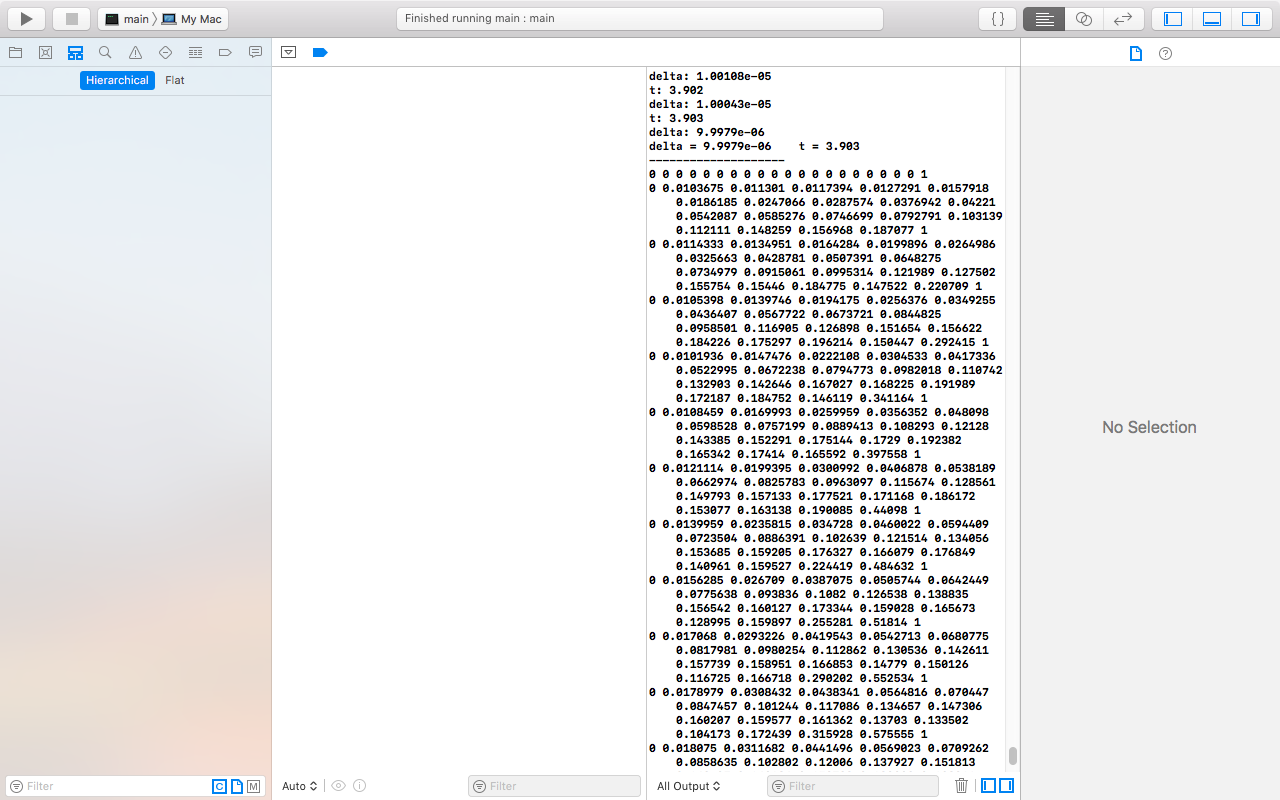 main 〉 My Mac
Finished running main : main
{ }
Hierarchical
Flat
delta: 1.00108e-05
t: 3.902
delta: 1.00043e-05
t: 3.903
delta: 9.9979e-06
delta = 9.9979e-06    t = 3.903
--------------------
0 0 0 0 0 0 0 0 0 0 0 0 0 0 0 0 0 0 0 0 1
0 0.0103675 0.011301 0.0117394 0.0127291 0.0157918
0.0186185 0.0247066 0.0287574 0.0376942 0.04221
0.0542087 0.0585276 0.0746699 0.0792791 0.103139
0.112111 0.148259 0.156968 0.187077 1
0 0.0114333 0.0134951 0.0164284 0.0199896 0.0264986
0.0325663 0.0428781 0.0507391 0.0648275
0.0734979 0.0915061 0.0995314 0.121989 0.127502
0.155754 0.15446 0.184775 0.147522 0.220709 1
0 0.0105398 0.0139746 0.0194175 0.0256376 0.0349255
0.0436407 0.0567722 0.0673721 0.0844825
0.0958501 0.116905 0.126898 0.151654 0.156622
0.184226 0.175297 0.196214 0.150447 0.292415 1
0 0.0101936 0.0147476 0.0222108 0.0304533 0.0417336
0.0522995 0.0672238 0.0794773 0.0982018 0.110742
0.132903 0.142646 0.167027 0.168225 0.191989
0.172187 0.184752 0.146119 0.341164 1
0 0.0108459 0.0169993 0.0259959 0.0356352 0.048098
0.0598528 0.0757199 0.0889413 0.108293 0.12128
0.143385 0.152291 0.175144 0.1729 0.192382
0.165342 0.17414 0.165592 0.397558 1
0 0.0121114 0.0199395 0.0300992 0.0406878 0.0538189
0.0662974 0.0825783 0.0963097 0.115674 0.128561
0.149793 0.157133 0.177521 0.171168 0.186172
0.153077 0.163138 0.190085 0.44098 1
0 0.0139959 0.0235815 0.034728 0.0460022 0.0594409
0.0723504 0.0886391 0.102639 0.121514 0.134056
0.153685 0.159205 0.176327 0.166079 0.176849
0.140961 0.159527 0.224419 0.484632 1
0 0.0156285 0.026709 0.0387075 0.0505744 0.0642449
0.0775638 0.093836 0.1082 0.126538 0.138835
0.156542 0.160127 0.173344 0.159028 0.165673
0.128995 0.159897 0.255281 0.51814 1
0 0.017068 0.0293226 0.0419543 0.0542713 0.0680775
0.0817981 0.0980254 0.112862 0.130536 0.142611
0.157739 0.158951 0.166853 0.14779 0.150126
0.116725 0.166718 0.290202 0.552534 1
0 0.0178979 0.0308432 0.0438341 0.0564816 0.070447
0.0847457 0.101244 0.117086 0.134657 0.147306
0.160207 0.159577 0.161362 0.13703 0.133502
0.104173 0.172439 0.315928 0.575555 1
0 0.018075 0.0311682 0.0441496 0.0569023 0.0709262
0.0858635 0.102802 0.12006 0.137927 0.151813
No Selection
Filter
C
M
Auto
Filter
All Output
Filter